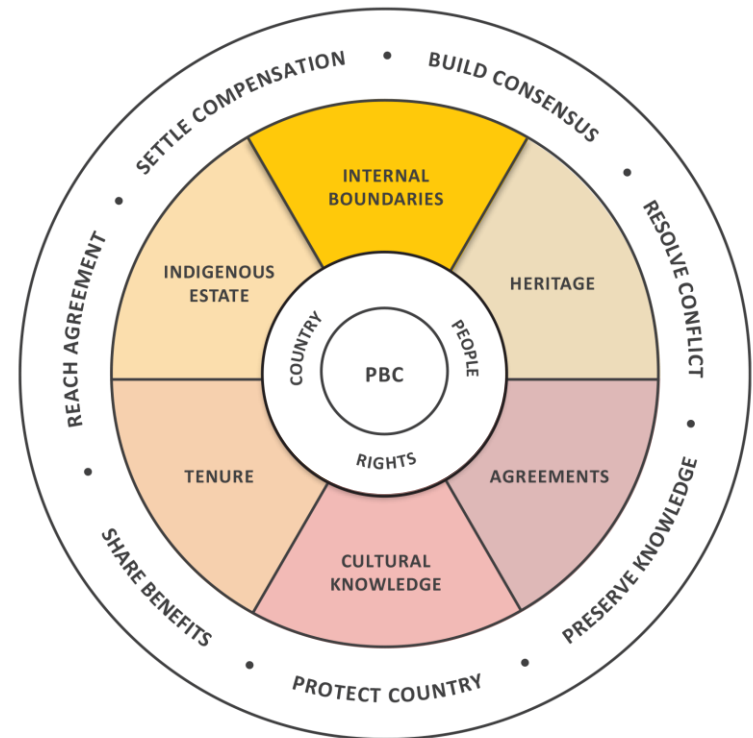 SETTLE COMPENSATION • BUILD CONSENSUS • RESOLVE CONFLICT • PRESERVE KNOWLEDGE • PROTECT COUNTRY • SHARE BENEFITS • REACH AGREEMENT •
INTERNAL
BOUNDARIES
HERITAGE
AGREEMENTS
CULTURAL
KNOWLEDGE
TENURE
INDIGENOUS
ESTATE
COUNTRY
PEOPLE
RIGHTS
PBC